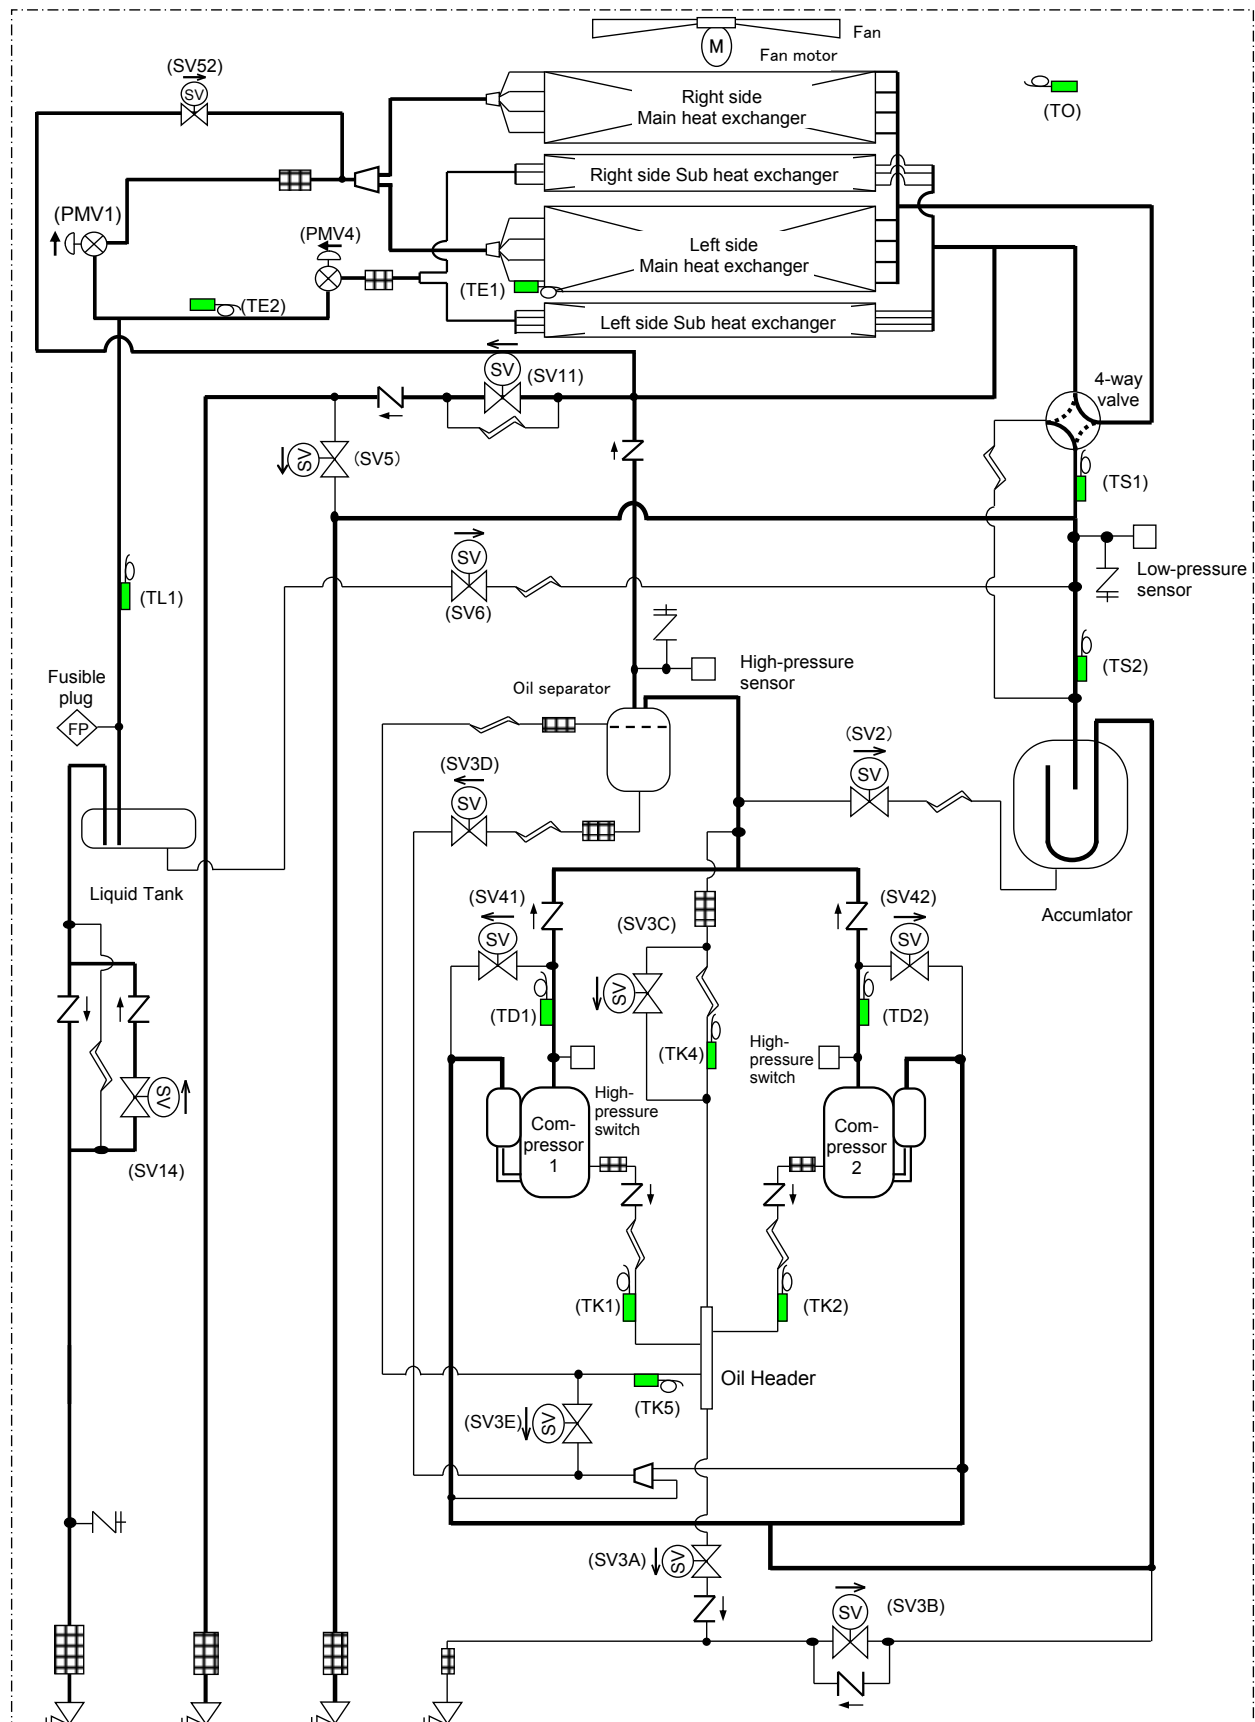 Fan
M
Fan motor
(SV52)
SV
Right side
Main heat exchanger
(TO)
Right side Sub heat exchanger
(PMV1)
(PMV4)
Left side
Main heat exchanger
(TE1)
(TE2)
Left side Sub heat exchanger
SV
(SV11)
4-way
valve
SV
(SV5)
(TS1)
SV
(SV6)
Low-pressure
sensor
(TL1)
High-pressure
sensor
(TS2)
Fusible
plug
FP
Oil separator
(SV2)
SV
(SV3D)
SV
Liquid Tank
(SV41)
SV
(SV3C)
SV
(SV42)
SV
Accumlator
(TD1)
(TK4)
(TD2)
High-
pressure
switch
High-
pressure
switch
Com-
pressor
1
Com-
pressor
2
SV
(SV14)
(TK1)
(TK2)
Oil Header
(TK5)
(SV3E)
SV
(SV3A)
SV
SV
(SV3B)